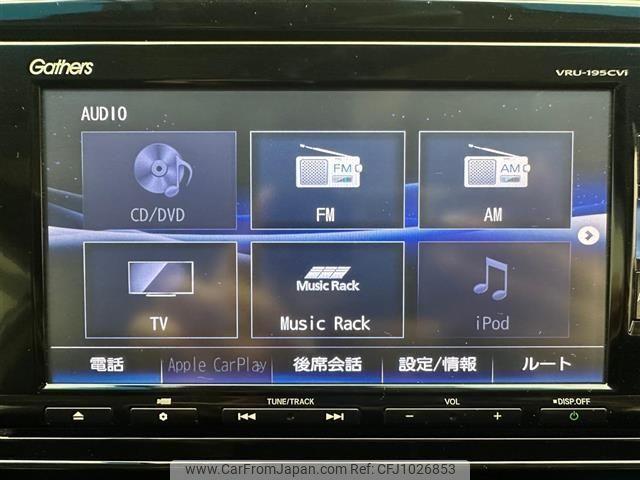 Gathers
VRU-195CVi
AUDIO
CD/DVD
FM
FM
AM
AM
TV
Music Rack
Music Rack
iPod
電話
Apple CarPlay
後席会話
設定/情報
ルート
TUNE/TRACK
VOL
DISP.OFF
www.CarFromJapan.com REFNO:CFJ1026853